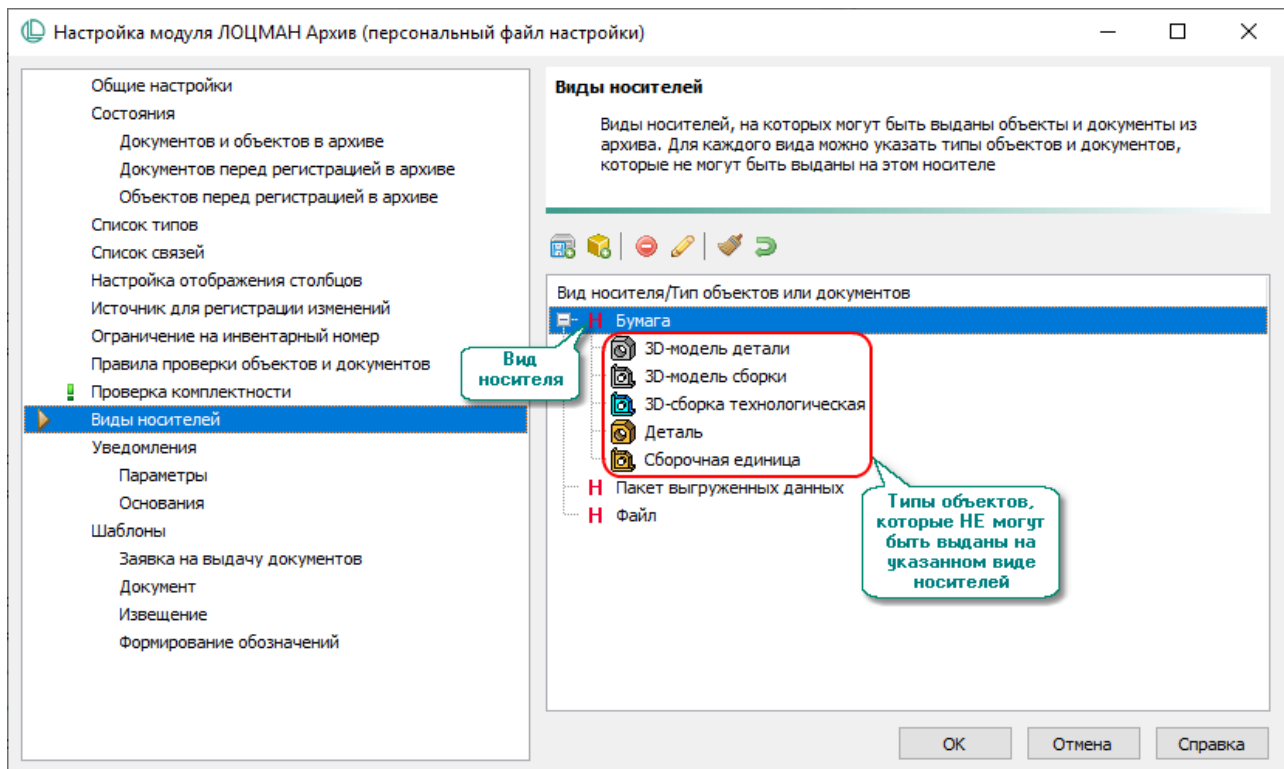 Настройка модуля ЛОЦМАН Архив (персональный файл настройки)
Общие настройки
Состояния
Документов и объектов в архиве
Документов перед регистрацией в архиве
Объектов перед регистрацией в архиве
Список типов
Список связей
Настройка отображения столбцов
Источник для регистрации изменений
Ограничение на инвентарный номер
Правила проверки объектов и документов
Проверка комплектности
Виды носителей
Уведомления
Параметры
Основания
Шаблоны
Заявка на выдачу документов
Документ
Извещение
Формирование обозначений
Виды носителей
Виды носителей, на которых могут быть выданы объекты и документы из
архива. Для каждого вида можно указать типы объектов и документов,
которые не могут быть выданы на этом носителе
Вид носителя/Тип объектов или документов
Н Бумага
3D-модель детали
3D-модель сборки
3D-сборка технологическая
Деталь
Сборочная единица
Н Пакет выгруженных данных
Н Файл
Вид
носителя
Типы объектов,
которые НЕ могут
быть выданы на
указанном виде
носителей
ОК
Отмена
Справка